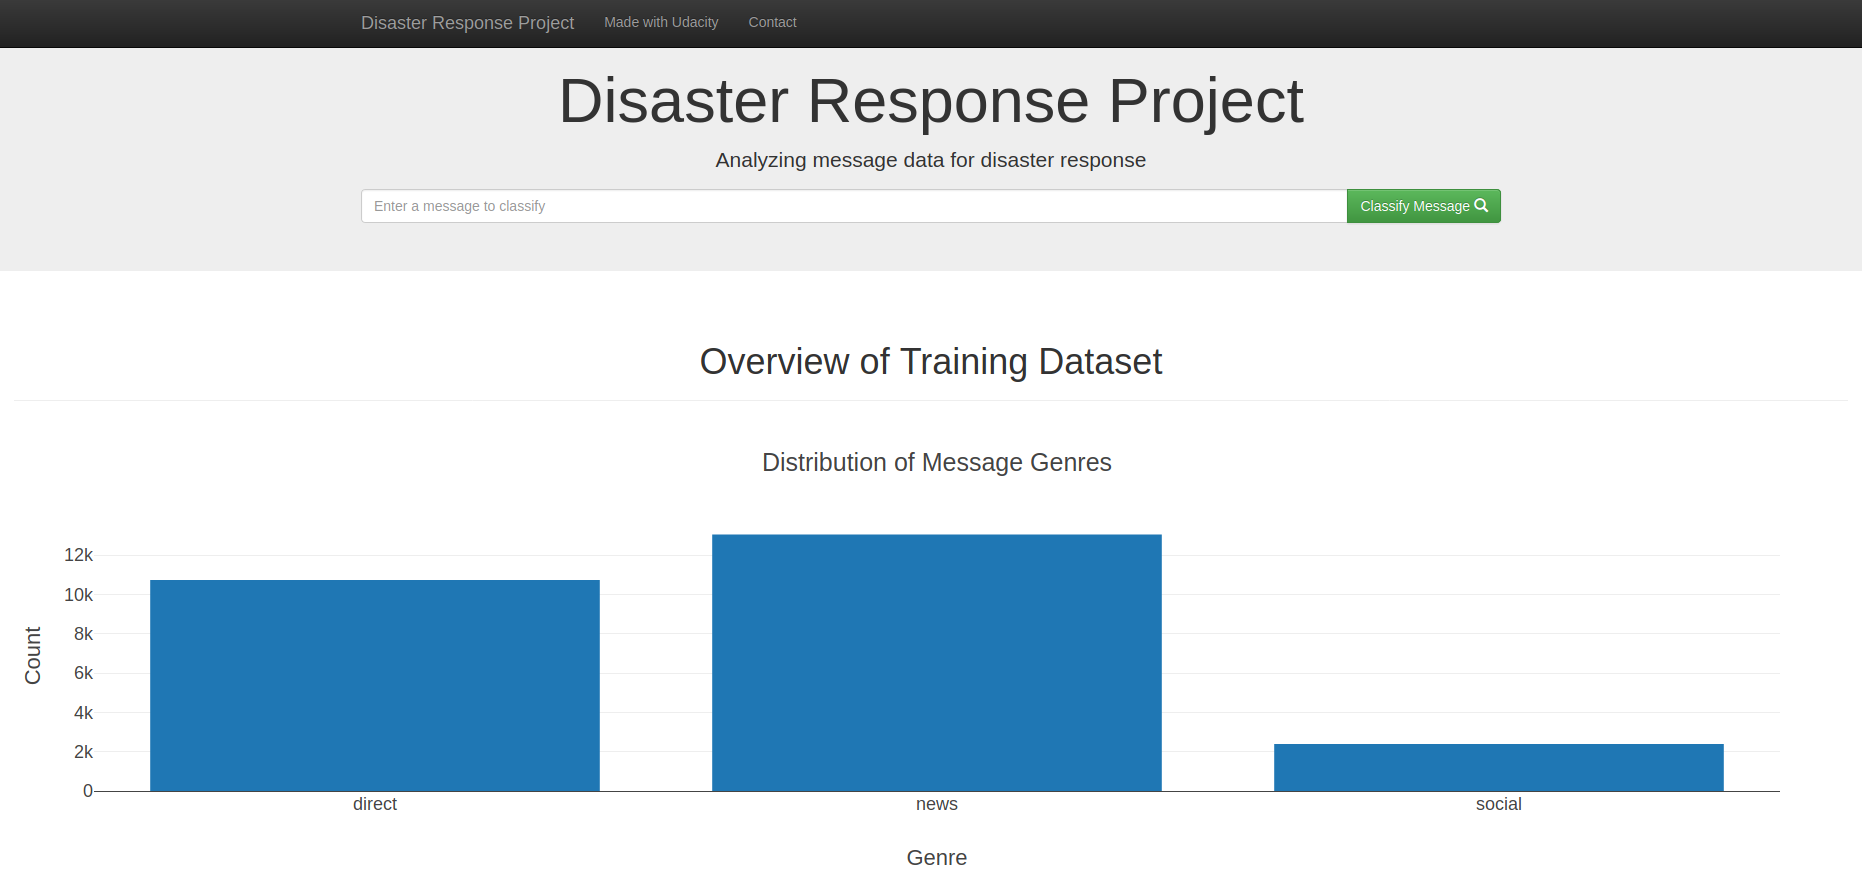 Disaster Response Project Made with Udacity Contact
Disaster Response Project
Analyzing message data for disaster response
Enter a message to classify Classify Message
Overview of Training Dataset
Distribution of Message Genres
12k
10k
8k
6k
4k
2k
0
Count
direct news social
Genre